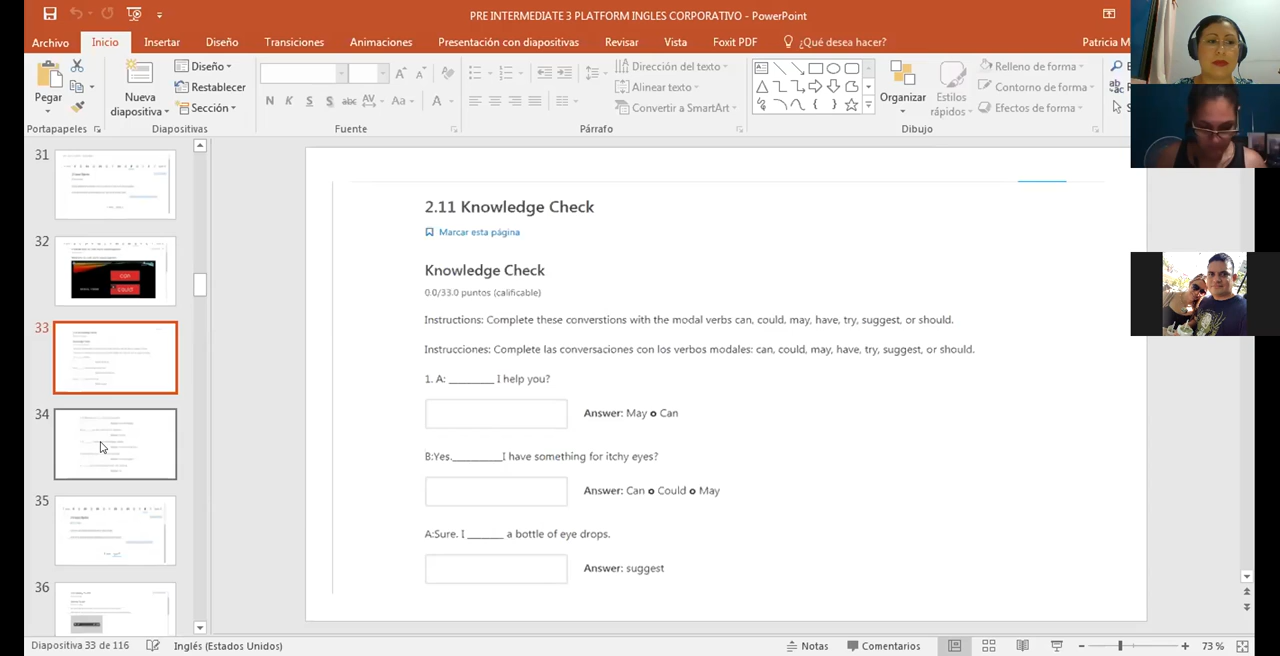 PRE INTERMEDIATE 3 PLATFORM INGLES CORPORATIVO - PowerPoint
Archivo Inicio Insertar Diseño Transiciones Animaciones Presentación con diapositivas Revisar Vista Foxit PDF ¿Qué desea hacer? Patricia M
Pegar
Nueva diapositiva
Diseño
Restablecer
Sección
N K S S abc AV Aa A
Dirección del texto
Alinear texto
Convertir a SmartArt
Organizar
Estilos rápidos
Relleno de forma
Contorno de forma
Efectos de forma
Portapapeles Diapositivas Fuente Párrafo Dibujo
31
32
can
33
34
35
36
2.11 Knowledge Check
Marcar esta página
Knowledge Check
0.0/33.0 puntos (calificable)
Instructions: Complete these converstions with the modal verbs can, could, may, have, try, suggest, or should.
Instrucciones: Complete las conversaciones con los verbos modales: can, could, may, have, try, suggest, or should.
1. A: ________ I help you?
Answer: May o Can
B:Yes._________I have something for itchy eyes?
Answer: Can o Could o May
A:Sure. I ______ a bottle of eye drops.
Answer: suggest
Diapositiva 33 de 116 Inglés (Estados Unidos) Notas Comentarios 73 %